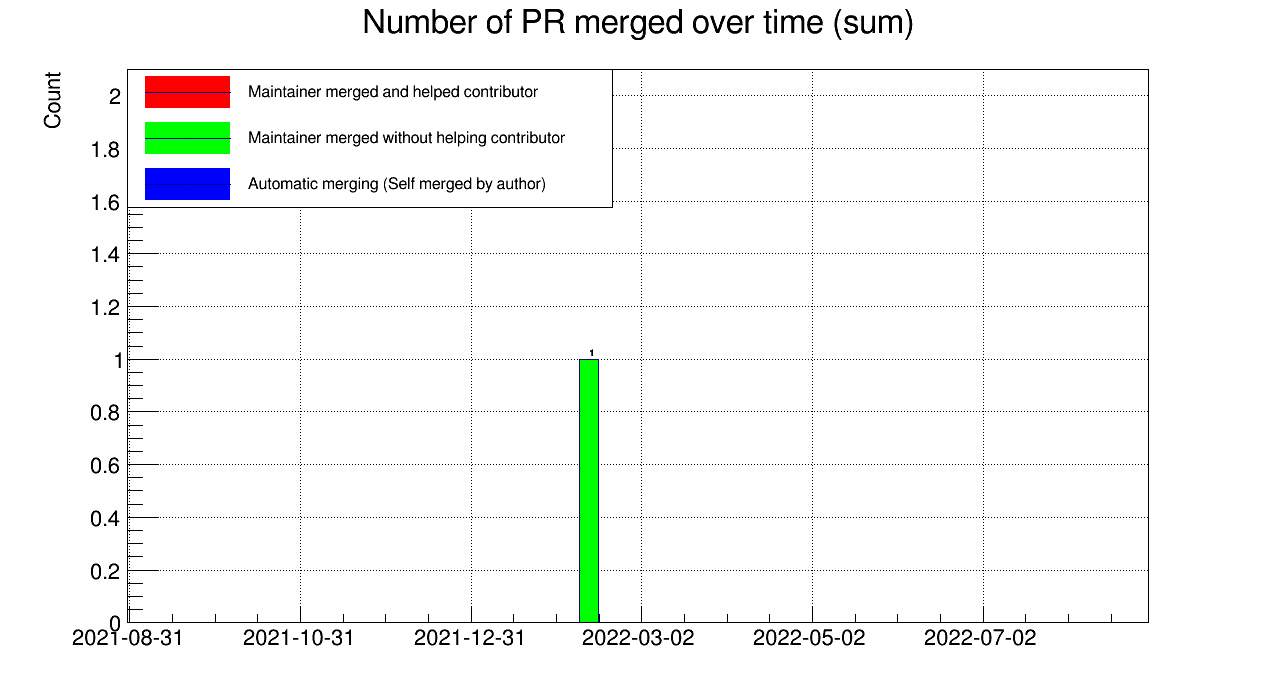 Number of PR merged over time (sum)
Count
Maintainer merged and helped contributor
Maintainer merged without helping contributor
Automatic merging (Self merged by author)
2
1.8
1.6
1.4
1.2
1
0.8
0.6
0.4
0.2
0
1
2021-08-31 2021-10-31 2021-12-31 2022-03-02 2022-05-02 2022-07-02